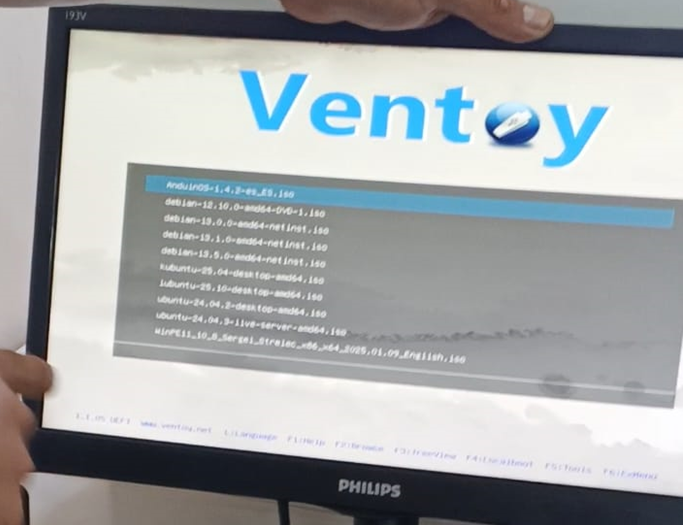 193V
Ventoy
AnduinOS-1.4.2-es_ES.iso
debian-12.10.0-amd64-DVD-1.iso
debian-13.0.0-amd64-netinst.iso
debian-13.1.0-amd64-netinst.iso
debian-13.5.0-amd64-netinst.iso
kubuntu-25.04-desktop-amd64.iso
lubuntu-25.10-desktop-amd64.iso
ubuntu-24.04.2-desktop-amd64.iso
ubuntu-24.04.3-live-server-amd64.iso
WinPE11_10_8_Sergei_Strelec_x86_x64_2025.01.09_English.iso
1.1.05 UEFI www.ventoy.net L:Language F1:Help F2:Browse F3:TreeView F4:Localboot F5:Tools F6:ExMenu
PHILIPS